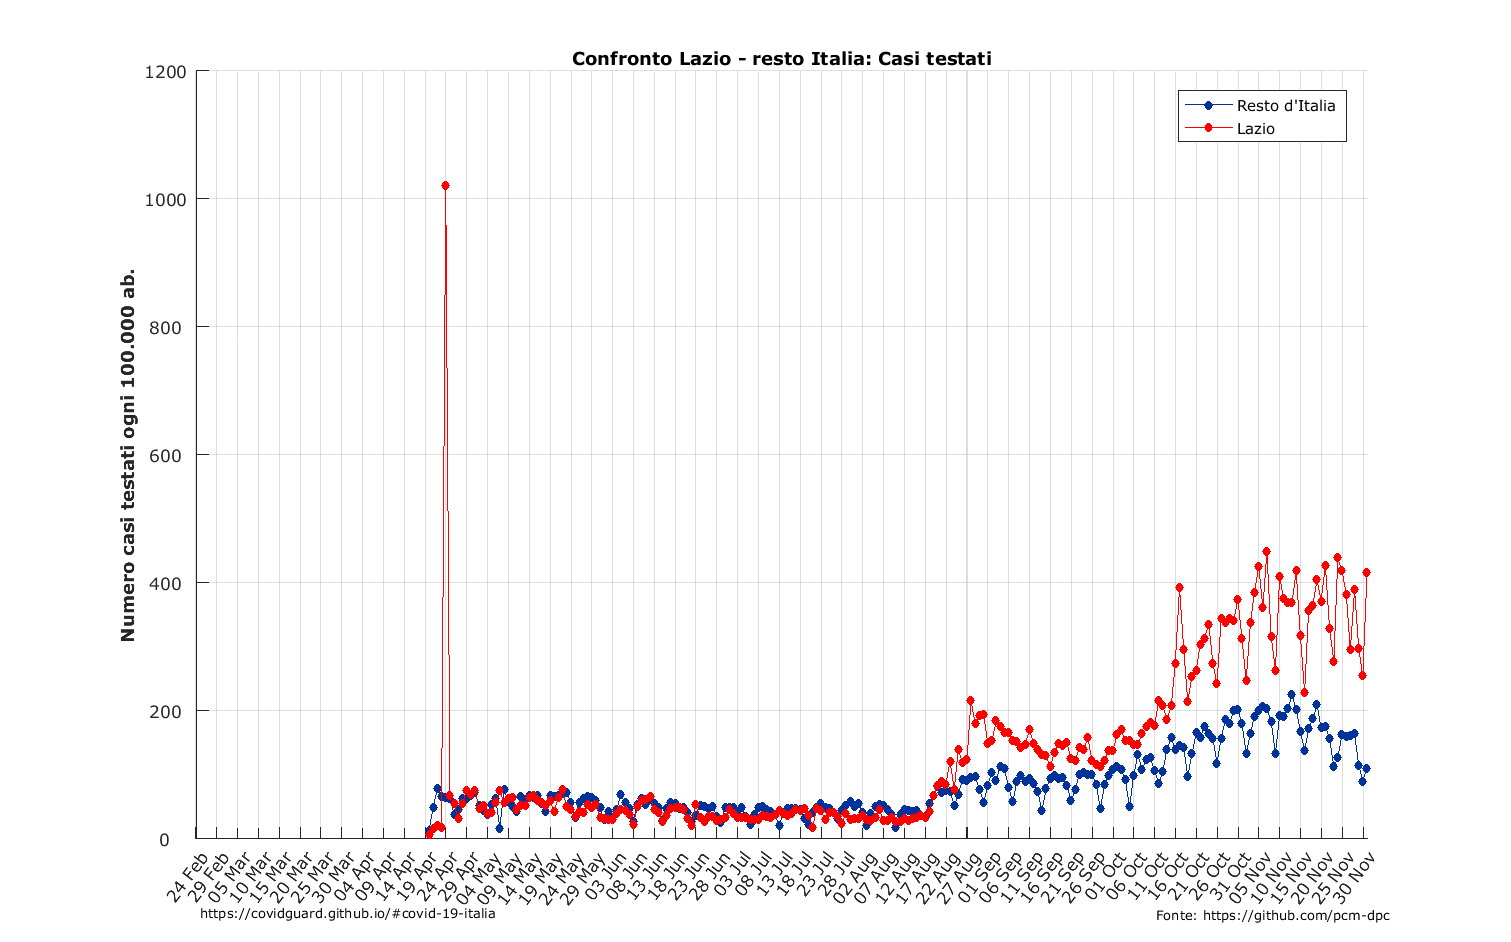 Confronto Lazio - resto Italia: Casi testati
Resto d'Italia
Lazio
Numero casi testati ogni 100.000 ab.
1200
1000
800
600
400
200
0
24 Feb
29 Feb
05 Mar
10 Mar
15 Mar
20 Mar
25 Mar
30 Mar
04 Apr
09 Apr
14 Apr
19 Apr
24 Apr
29 Apr
04 May
09 May
14 May
19 May
24 May
29 May
03 Jun
08 Jun
13 Jun
18 Jun
23 Jun
28 Jun
03 Jul
08 Jul
13 Jul
18 Jul
23 Jul
28 Jul
02 Aug
07 Aug
12 Aug
17 Aug
22 Aug
27 Aug
01 Sep
06 Sep
11 Sep
16 Sep
21 Sep
26 Sep
01 Oct
06 Oct
11 Oct
16 Oct
21 Oct
26 Oct
31 Oct
05 Nov
10 Nov
15 Nov
20 Nov
25 Nov
30 Nov
https://covidguard.github.io/#covid-19-italia
Fonte: https://github.com/pcm-dpc